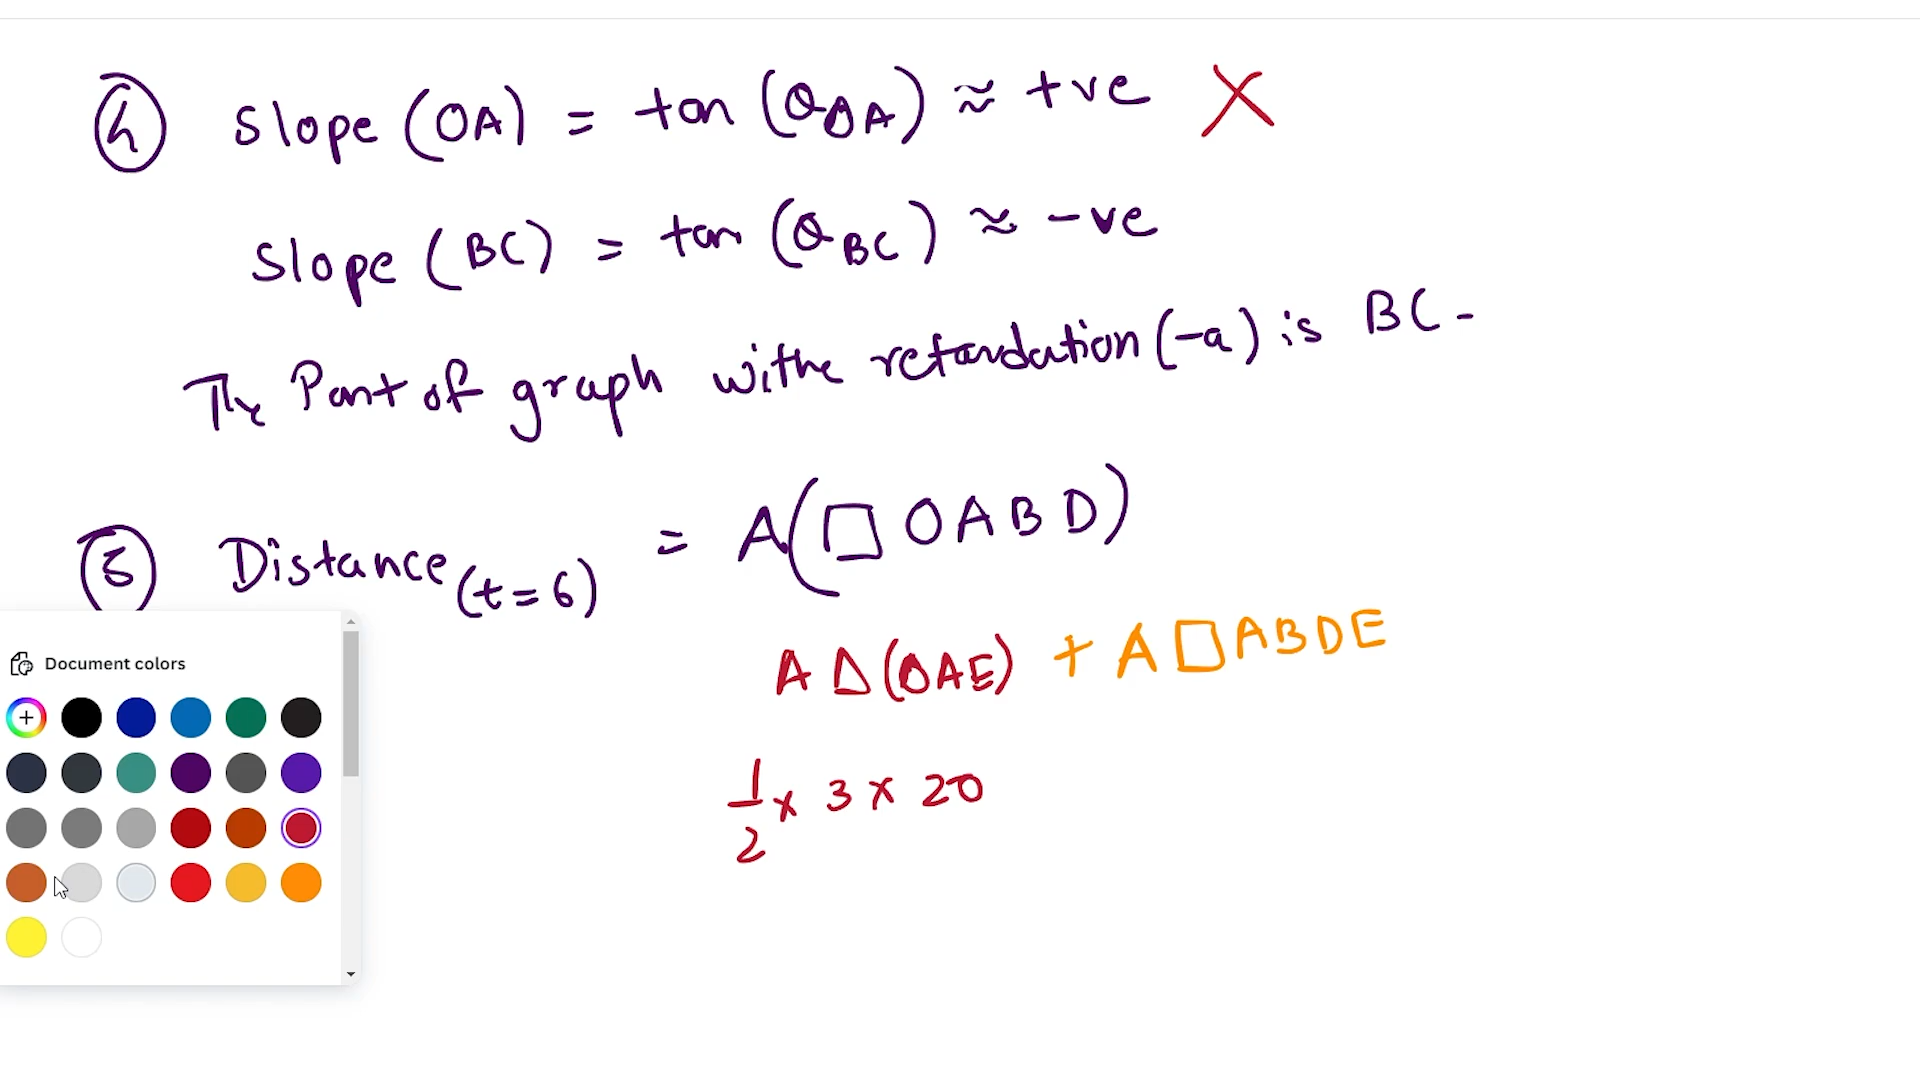 ④ Slope (OA) = tan (θOA) ≈ +ve X
Slope (BC) = tan (θBC) ≈ -ve
The Part of graph withe retardation (-a) is BC -
⑤ Distance (t=6) = A(□ OABD)
A Δ(OAE) + A □ ABDE
1/2 x 3 x 20
Document colors